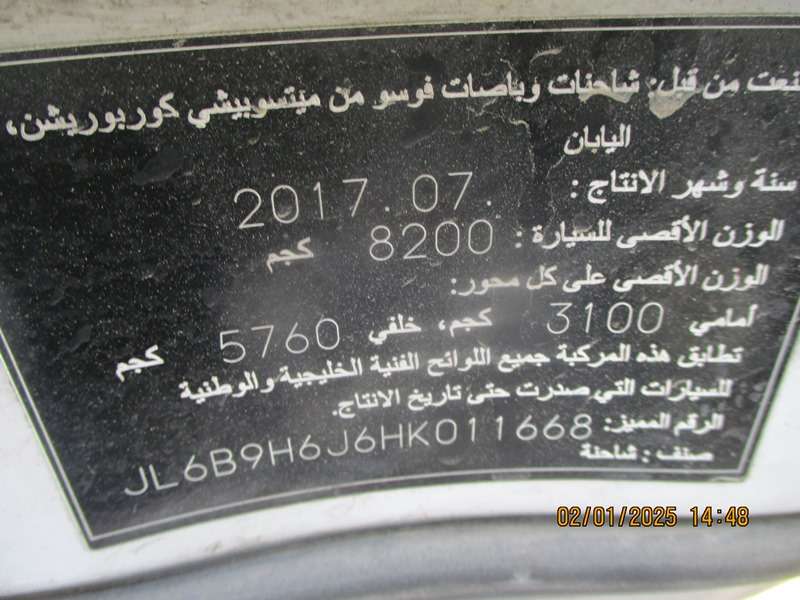 صنعت من قبل: شاحنات وباصات فوسو من ميتسوبيشي كوربوريشن،
اليابان
سنة وشهر الانتاج : 2017.07.
الوزن الأقصى للسيارة : 8200 كجم
الوزن الأقصى على كل محور:
أمامي 3100 كجم، خلفي 5760 كجم
تطابق هذه المركبة جميع اللوائح الفنية الخليجية والوطنية
للسيارات التي صدرت حتى تاريخ الانتاج.
الرقم المميز: JL6B9H6J6HK011668
صنف : شاحنة
02/01/2025 14:48